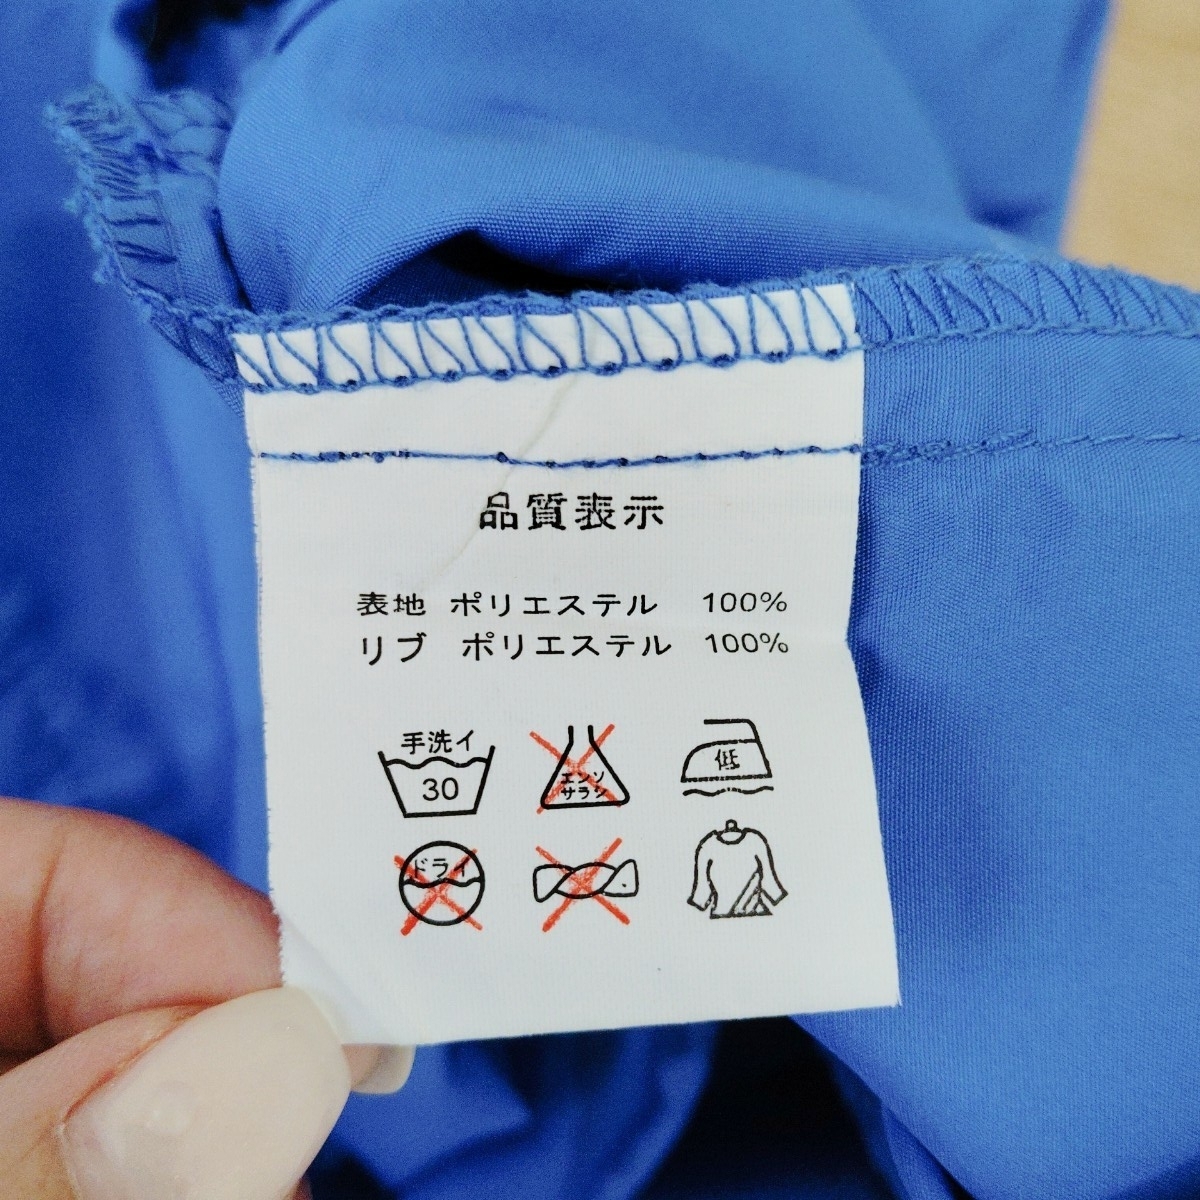 品質表示
表地 ポリエステル 100%
リブ ポリエステル 100%
手洗イ
30
エンソ
サラシ
低
ドライ